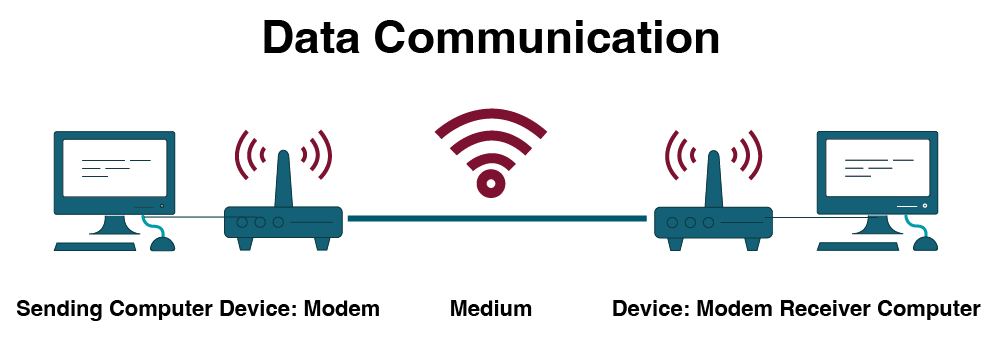 Data Communication
Sending Computer Device: Modem Medium Device: Modem Receiver Computer